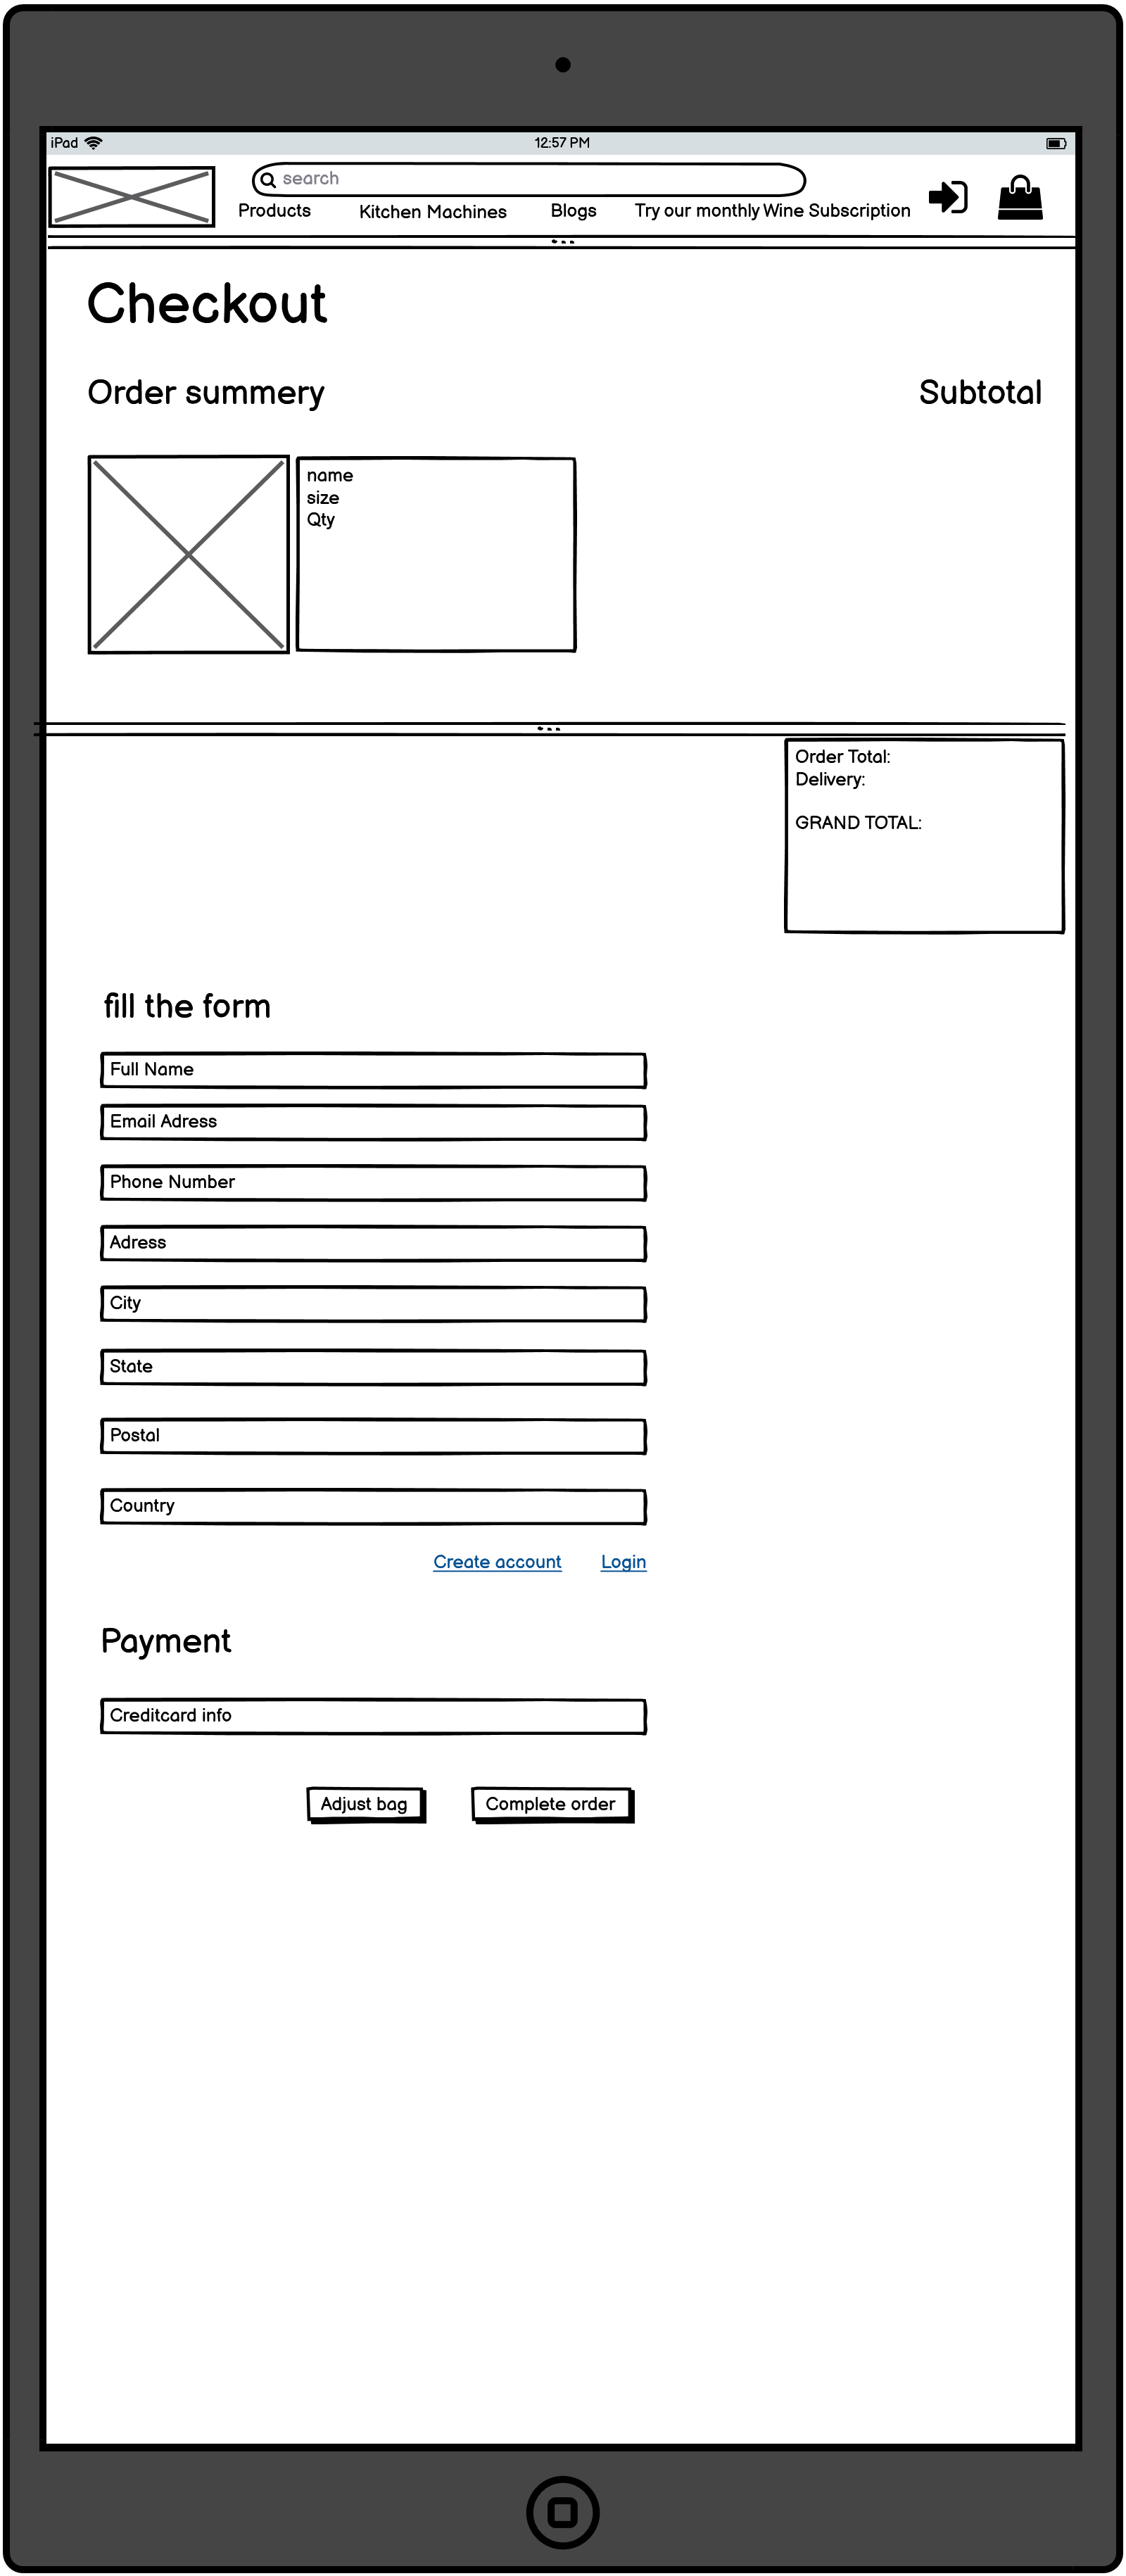 iPad 12:57 PM
search
Products Kitchen Machines Blogs Try our monthly Wine Subscription
Checkout
Order summery Subtotal
name
size
Qty
Order Total:
Delivery:
GRAND TOTAL:
fill the form
Full Name
Email Adress
Phone Number
Adress
City
State
Postal
Country
Create account Login
Payment
Creditcard info
Adjust bag Complete order